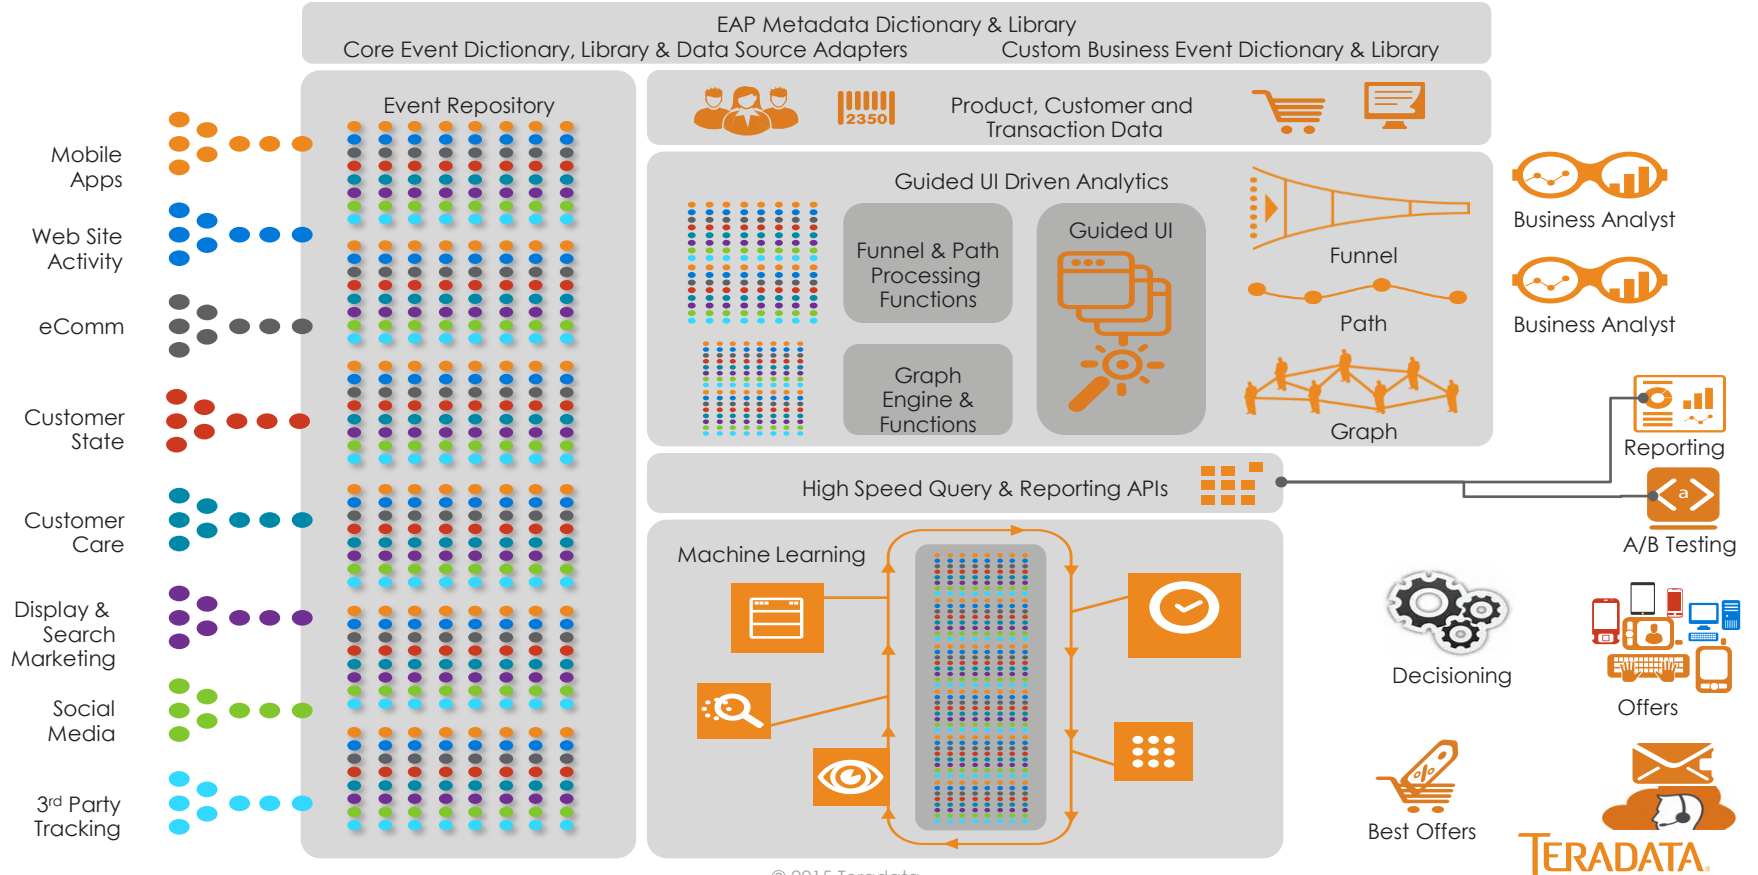 EAP Metadata Dictionary & Library
Core Event Dictionary, Library & Data Source Adapters
Custom Business Event Dictionary & Library
Event Repository
Mobile
Apps
Web Site
Activity
eComm
Customer
State
Customer
Care
Display &
Search
Marketing
Social
Media
3rd Party
Tracking
2350
Product, Customer and
Transaction Data
Guided UI Driven Analytics
Funnel & Path
Processing
Functions
Graph
Engine &
Functions
Guided UI
Funnel
Path
Graph
Business Analyst
Business Analyst
High Speed Query & Reporting APIs
Reporting
a
A/B Testing
Machine Learning
Decisioning
Offers
%
Best Offers
TERADATA.
© 2015 Teradata